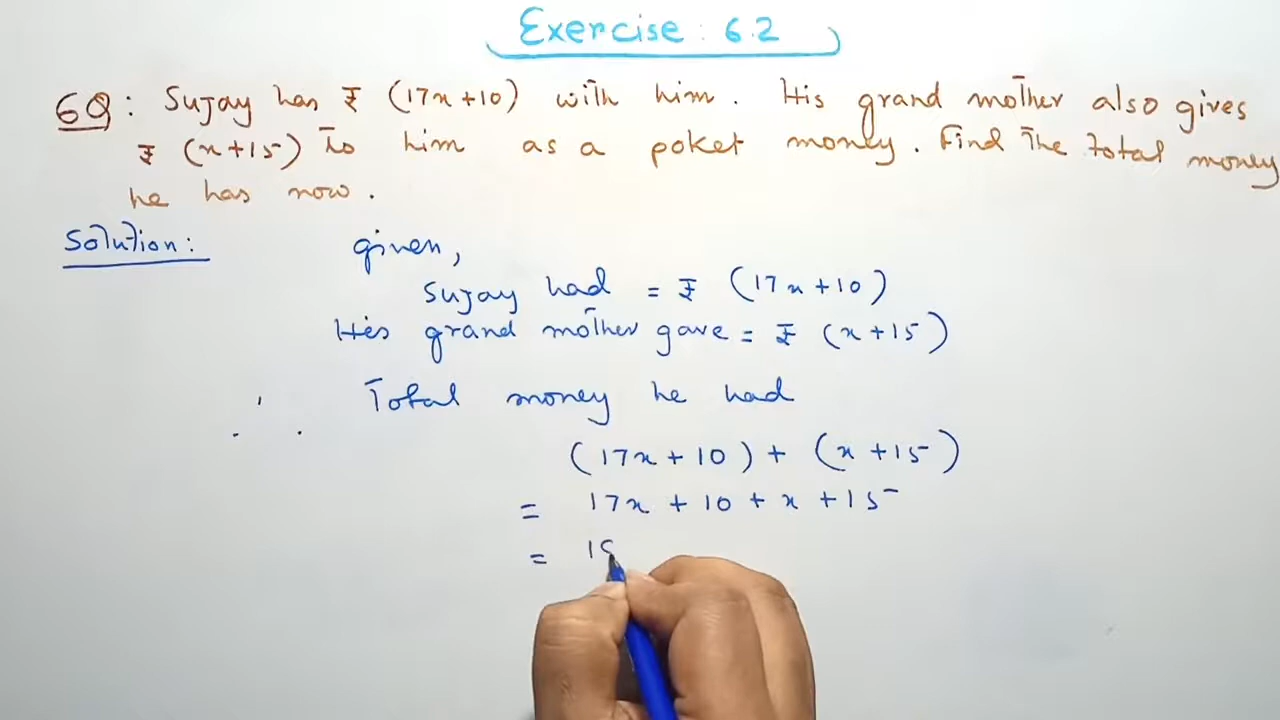 Exercise : 6.2
6Q : Sujay has ₹ (17x+10) with him. His grand mother also gives
₹ (x+15) to him as a poket money. Find the total money
he has now.
Solution: given,
Sujay had = ₹ (17x+10)
His grand mother gave = ₹ (x+15)
∴ Total money he had
(17x+10) + (x+15)
= 17x + 10 + x + 15
=